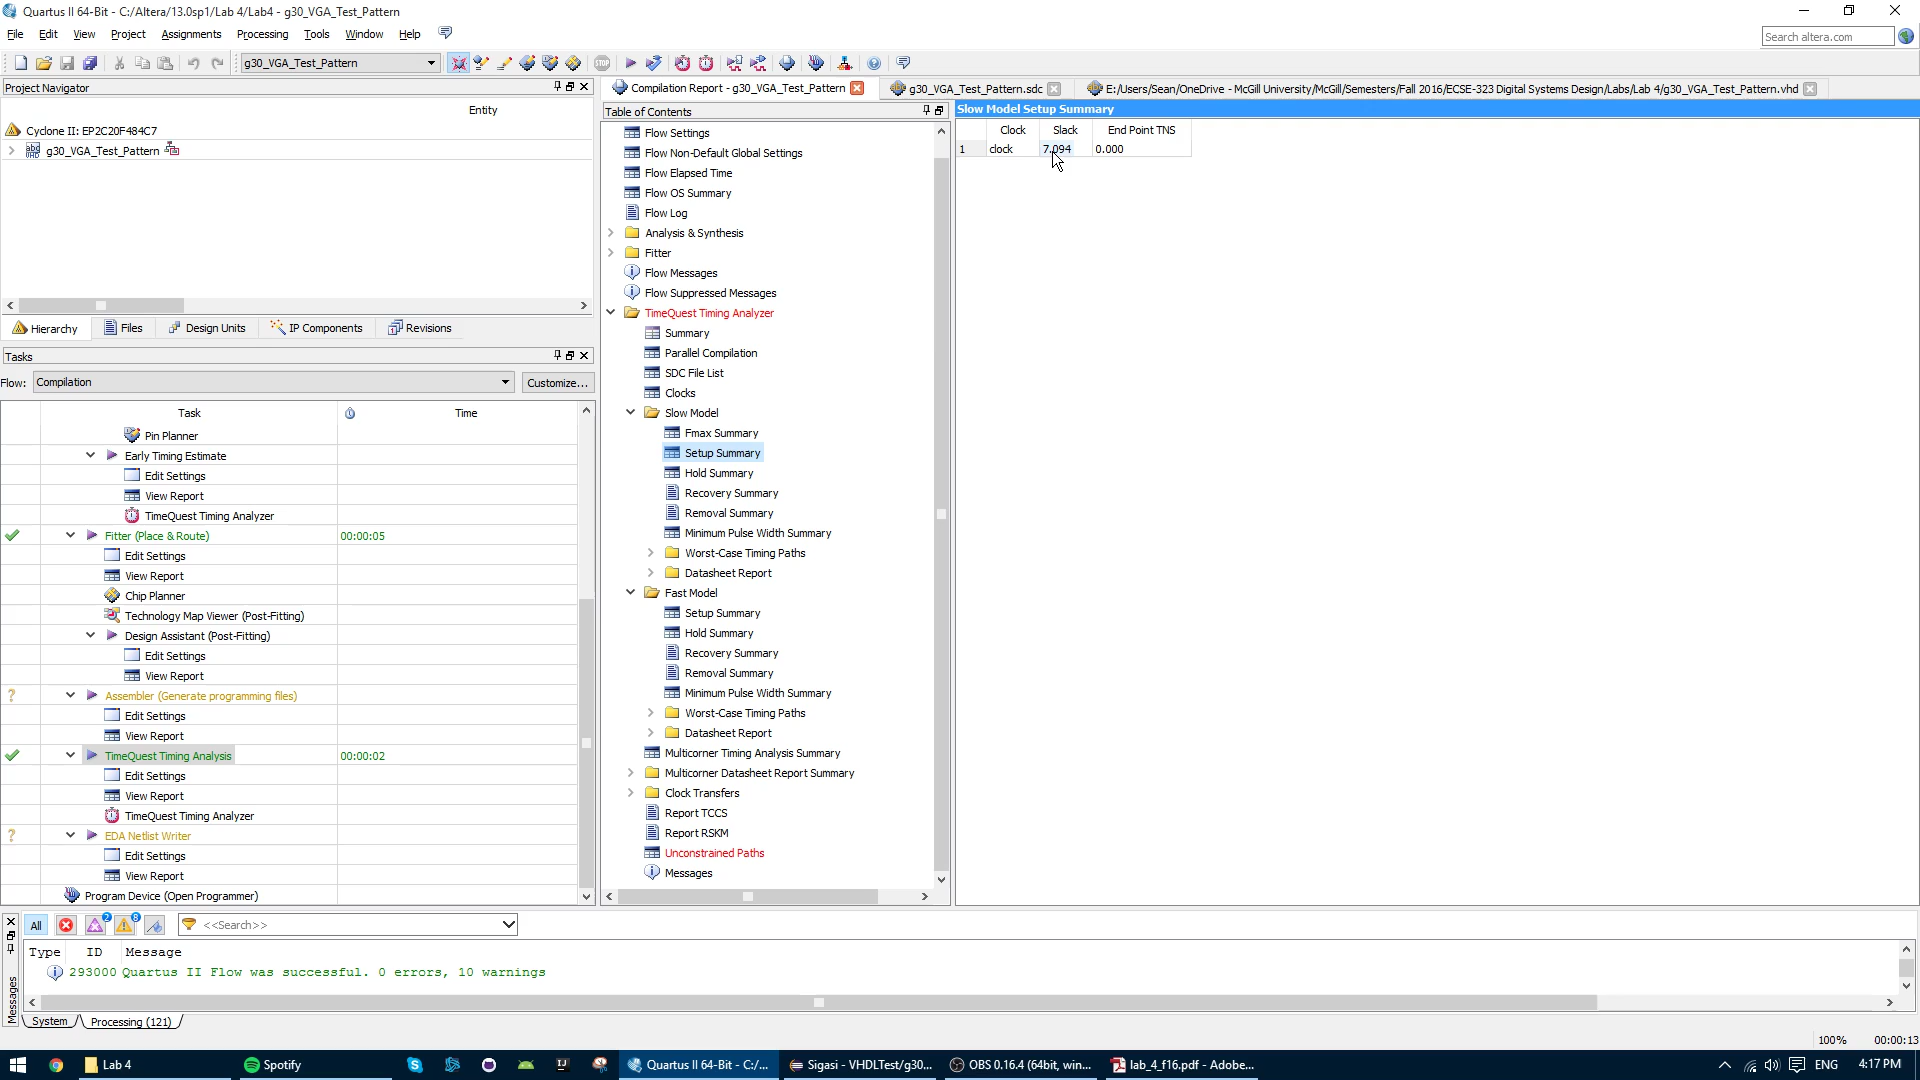 Quartus II 64-Bit - C:/Altera/13.0sp1/Lab 4/Lab4 - g30_VGA_Test_Pattern
File Edit View Project Assignments Processing Tools Window Help
Search altera.com
g30_VGA_Test_Pattern
STOP
Project Navigator
Entity
Cyclone II: EP2C20F484C7
g30_VGA_Test_Pattern
Hierarchy Files Design Units IP Components Revisions
Tasks
Flow: Compilation Customize...
Task Time
Pin Planner
Early Timing Estimate
Edit Settings
View Report
TimeQuest Timing Analyzer
Fitter (Place & Route) 00:00:05
Edit Settings
View Report
Chip Planner
Technology Map Viewer (Post-Fitting)
Design Assistant (Post-Fitting)
Edit Settings
View Report
? Assembler (Generate programming files)
Edit Settings
View Report
TimeQuest Timing Analysis 00:00:02
Edit Settings
View Report
TimeQuest Timing Analyzer
? EDA Netlist Writer
Edit Settings
View Report
Program Device (Open Programmer)
Compilation Report - g30_VGA_Test_Pattern g30_VGA_Test_Pattern.sdc E:/Users/Sean/OneDrive - McGill University/McGill/Semesters/Fall 2016/ECSE-323 Digital Systems Design/Labs/Lab 4/g30_VGA_Test_Pattern.vhd
Table of Contents
Flow Settings
Flow Non-Default Global Settings
Flow Elapsed Time
Flow OS Summary
Flow Log
Analysis & Synthesis
Fitter
Flow Messages
Flow Suppressed Messages
TimeQuest Timing Analyzer
Summary
Parallel Compilation
SDC File List
Clocks
Slow Model
Fmax Summary
Setup Summary
Hold Summary
Recovery Summary
Removal Summary
Minimum Pulse Width Summary
Worst-Case Timing Paths
Datasheet Report
Fast Model
Setup Summary
Hold Summary
Recovery Summary
Removal Summary
Minimum Pulse Width Summary
Worst-Case Timing Paths
Datasheet Report
Multicorner Timing Analysis Summary
Multicorner Datasheet Report Summary
Clock Transfers
Report TCCS
Report RSKM
Unconstrained Paths
Messages
Slow Model Setup Summary
Clock Slack End Point TNS
1 clock 7.094 0.000
All 2 8 <<Search>>
Type ID Message
293000 Quartus II Flow was successful. 0 errors, 10 warnings
Messages
System Processing (121)
100% 00:00:13
Lab 4 Spotify Quartus II 64-Bit - C:/... Sigasi - VHDLTest/g30... OBS 0.16.4 (64bit, win... lab_4_f16.pdf - Adobe... ENG 4:17 PM